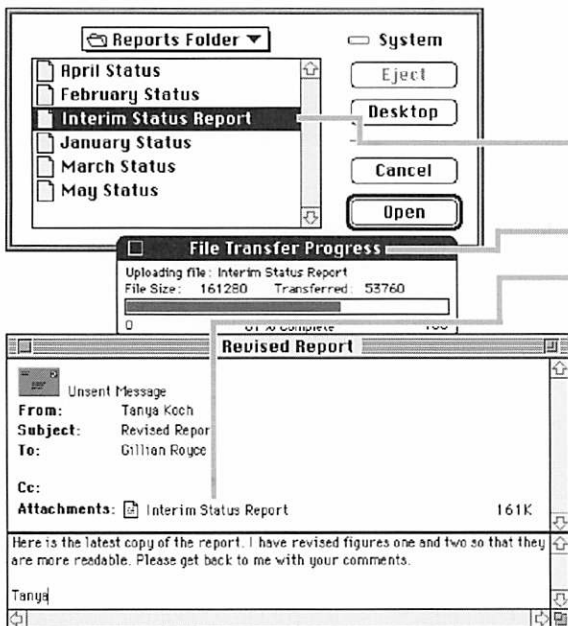 Reports Folder
System
April Status
February Status
Interim Status Report
January Status
March Status
May Status
Eject
Desktop
Cancel
Open
File Transfer Progress
Uploading file: Interim Status Report
File Size: 161280 Transferred: 53760
0 % Complete 100
Revised Report
Unsent Message
From: Tanya Koch
Subject: Revised Repor
To: Gillian Royce
Cc:
Attachments: Interim Status Report 161K
Here is the latest copy of the report. I have revised figures one and two so that they
are more readable. Please get back to me with your comments.
Tanya